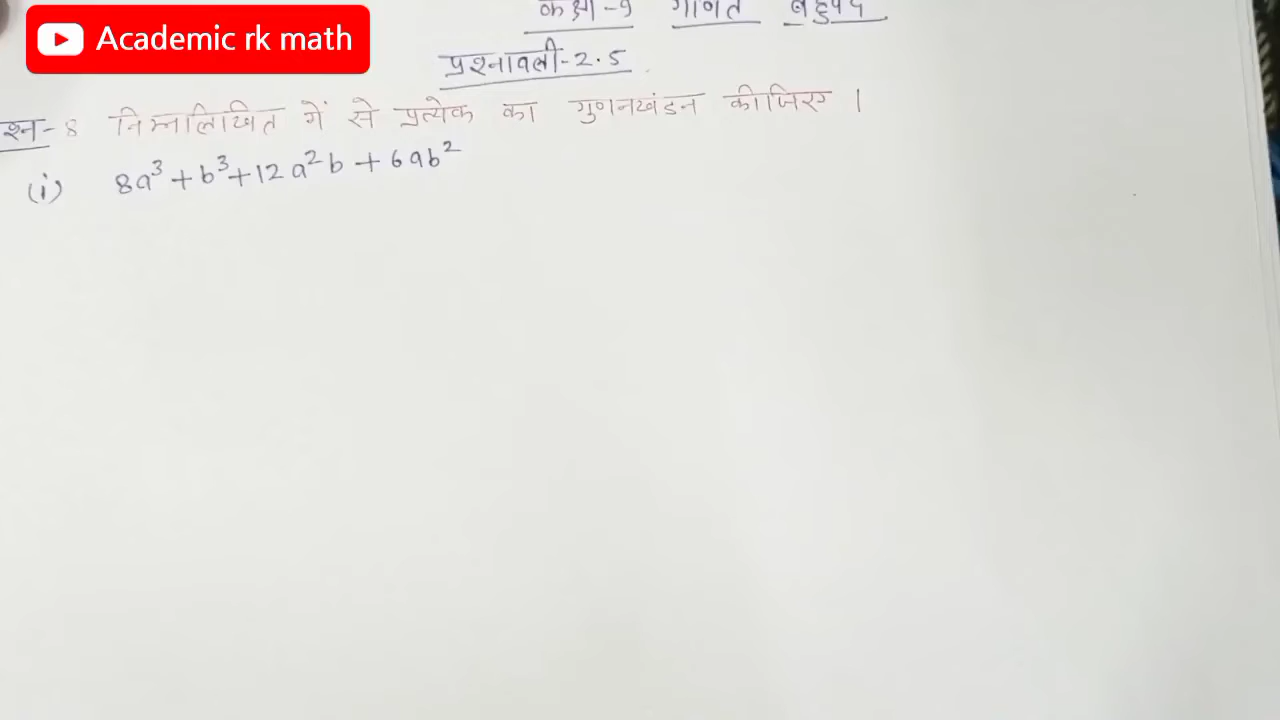 Academic rk math
कक्षा-9 गणित बहुपद
प्रश्नावली-2.5
श्न-8 निम्नलिखित में से प्रत्येक का गुणनखंडन कीजिए ।
(i) 8a³+b³+12a²b+6ab²